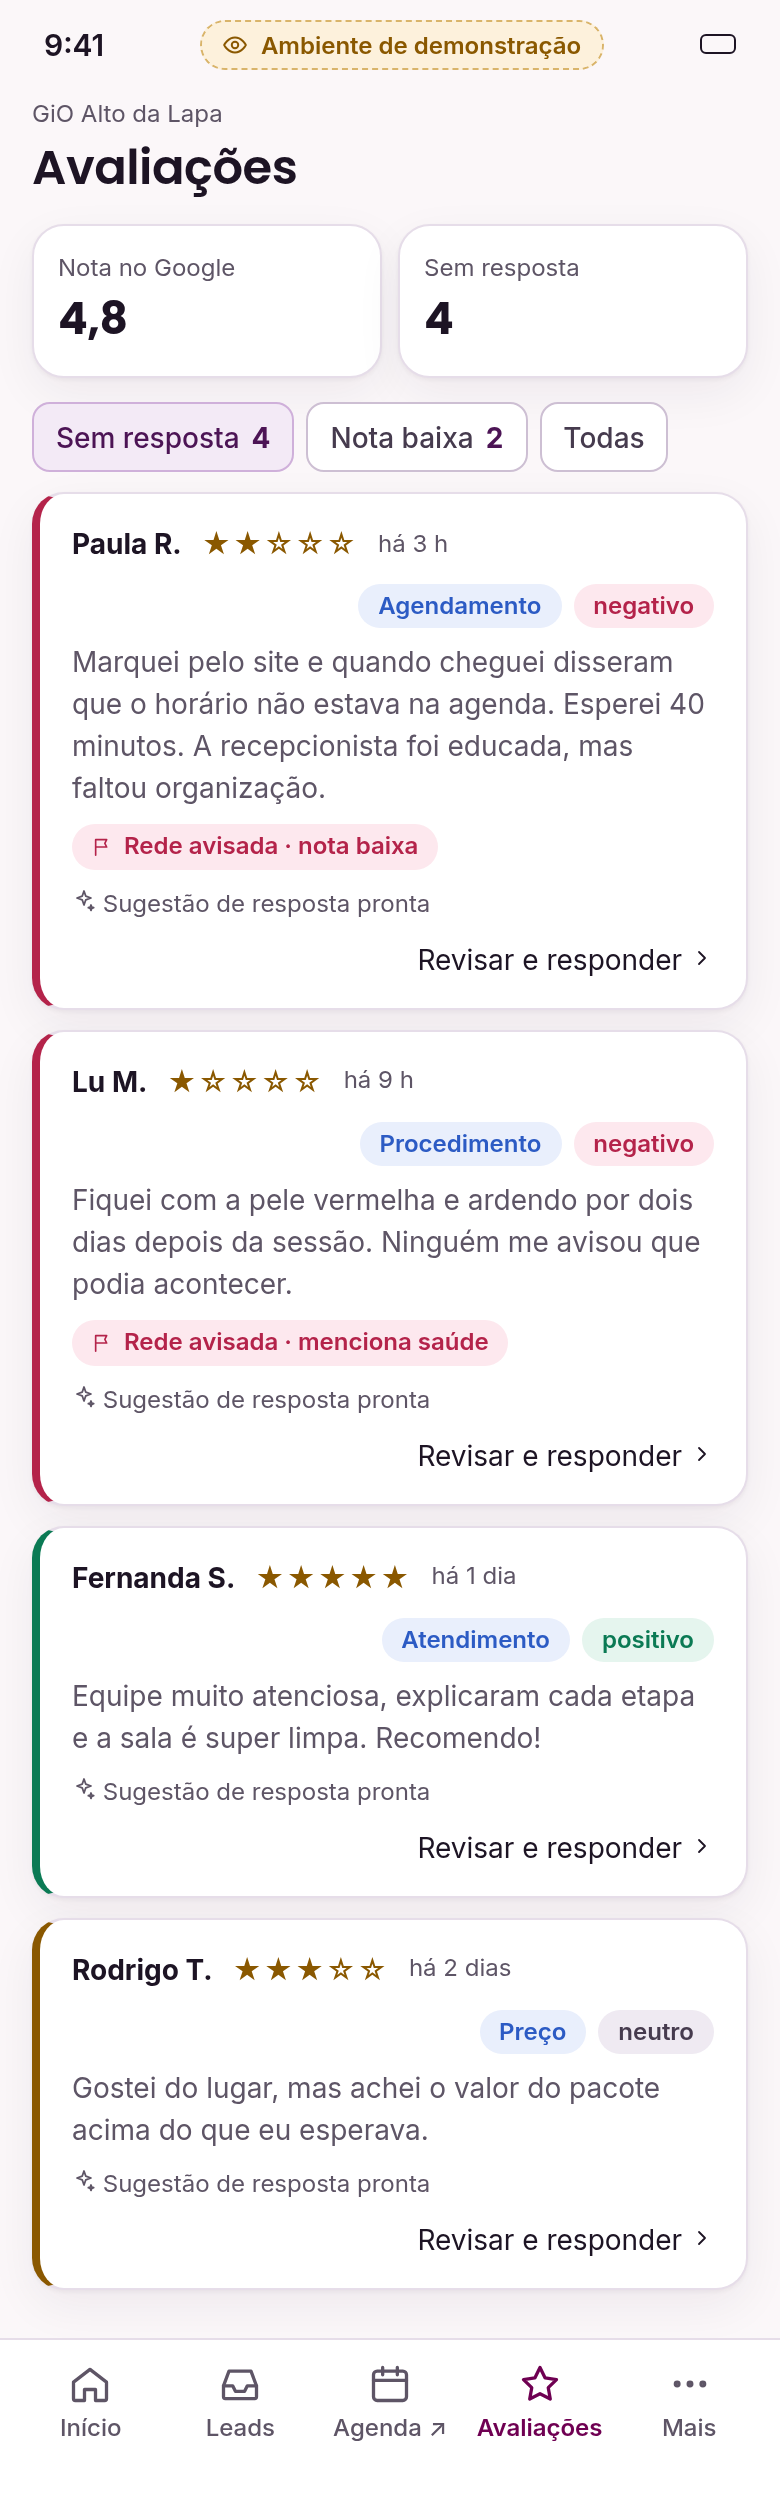 9:41
Ambiente de demonstração
GiO Alto da Lapa
Avaliações
Nota no Google
4,8
Sem resposta
4
Sem resposta 4
Nota baixa 2
Todas
Paula R. ★★☆☆☆ há 3 h
Agendamento negativo
Marquei pelo site e quando cheguei disseram
que o horário não estava na agenda. Esperei 40
minutos. A recepcionista foi educada, mas
faltou organização.
Rede avisada · nota baixa
Sugestão de resposta pronta
Revisar e responder
Lu M. ★☆☆☆☆ há 9 h
Procedimento negativo
Fiquei com a pele vermelha e ardendo por dois
dias depois da sessão. Ninguém me avisou que
podia acontecer.
Rede avisada · menciona saúde
Sugestão de resposta pronta
Revisar e responder
Fernanda S. ★★★★★ há 1 dia
Atendimento positivo
Equipe muito atenciosa, explicaram cada etapa
e a sala é super limpa. Recomendo!
Sugestão de resposta pronta
Revisar e responder
Rodrigo T. ★★★☆☆ há 2 dias
Preço neutro
Gostei do lugar, mas achei o valor do pacote
acima do que eu esperava.
Sugestão de resposta pronta
Revisar e responder
Início
Leads
Agenda ↗
Avaliações
Mais